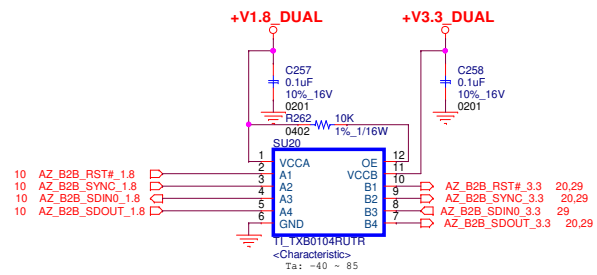 +V1.8_DUAL
+V3.3_DUAL
C257
0.1uF
10%_16V
0201
C258
0.1uF
10%_16V
0201
R262
10K
0402
1%_1/16W
SU20
1 VCCA OE 12
2 A1 VCCB 11
3 A2 B1 10
4 A3 B2 9
5 A4 B3 8
6 GND B4 7
10 AZ_B2B_RST#_1.8
10 AZ_B2B_SYNC_1.8
10 AZ_B2B_SDIN0_1.8
10 AZ_B2B_SDOUT_1.8
AZ_B2B_RST#_3.3 20,29
AZ_B2B_SYNC_3.3 20,29
AZ_B2B_SDIN0_3.3 29
AZ_B2B_SDOUT_3.3 20,29
TI_TXB0104RUTR
<Characteristic>
Ta: -40 ~ 85